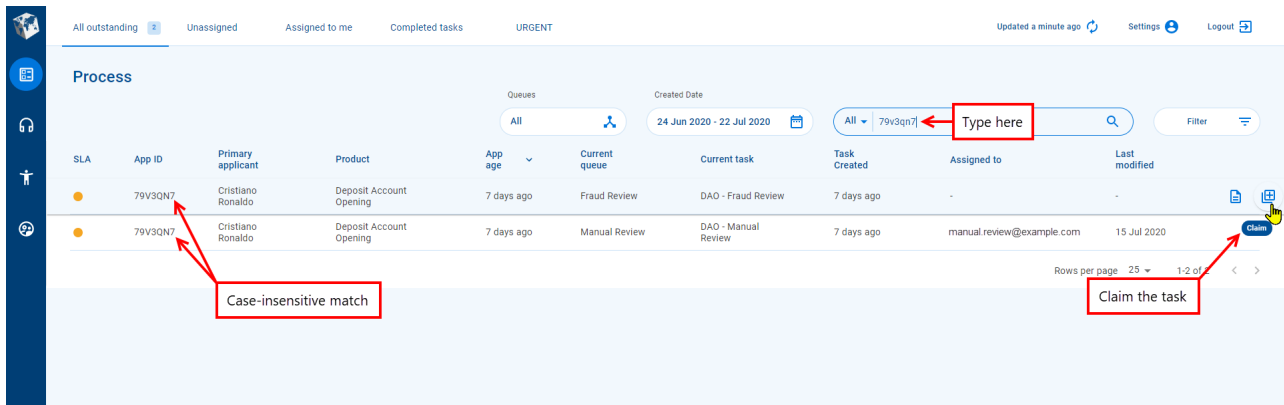 All outstanding 2 Unassigned Assigned to me Completed tasks URGENT Updated a minute ago Settings Logout
Process
Queues Created Date
All 24 Jun 2020 - 22 Jul 2020 All 79v3qn7 Type here Filter
SLA App ID Primary applicant Product App age Current queue Current task Task Created Assigned to Last modified
79V3QN7 Cristiano Ronaldo Deposit Account Opening 7 days ago Fraud Review DAO - Fraud Review 7 days ago - -
79V3QN7 Cristiano Ronaldo Deposit Account Opening 7 days ago Manual Review DAO - Manual Review 7 days ago manual.review@example.com 15 Jul 2020 Claim
Rows per page 25 1-2 of 2
Case-insensitive match Claim the task